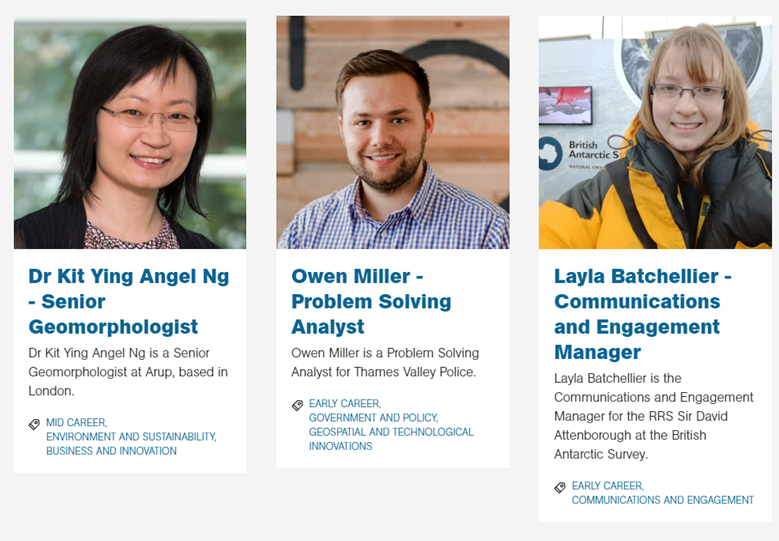 Dr Kit Ying Angel Ng
- Senior
Geomorphologist
Dr Kit Ying Angel Ng is a Senior
Geomorphologist at Arup, based in
London.
MID CAREER,
ENVIRONMENT AND SUSTAINABILITY,
BUSINESS AND INNOVATION
Owen Miller -
Problem Solving
Analyst
Owen Miller is a Problem Solving
Analyst for Thames Valley Police.
EARLY CAREER,
GOVERNMENT AND POLICY,
GEOSPATIAL AND TECHNOLOGICAL
INNOVATIONS
British
Antarctic S
Layla Batchellier -
Communications
and Engagement
Manager
Layla Batchellier is the
Communications and Engagement
Manager for the RRS Sir David
Attenborough at the British
Antarctic Survey.
EARLY CAREER,
COMMUNICATIONS AND ENGAGEMENT